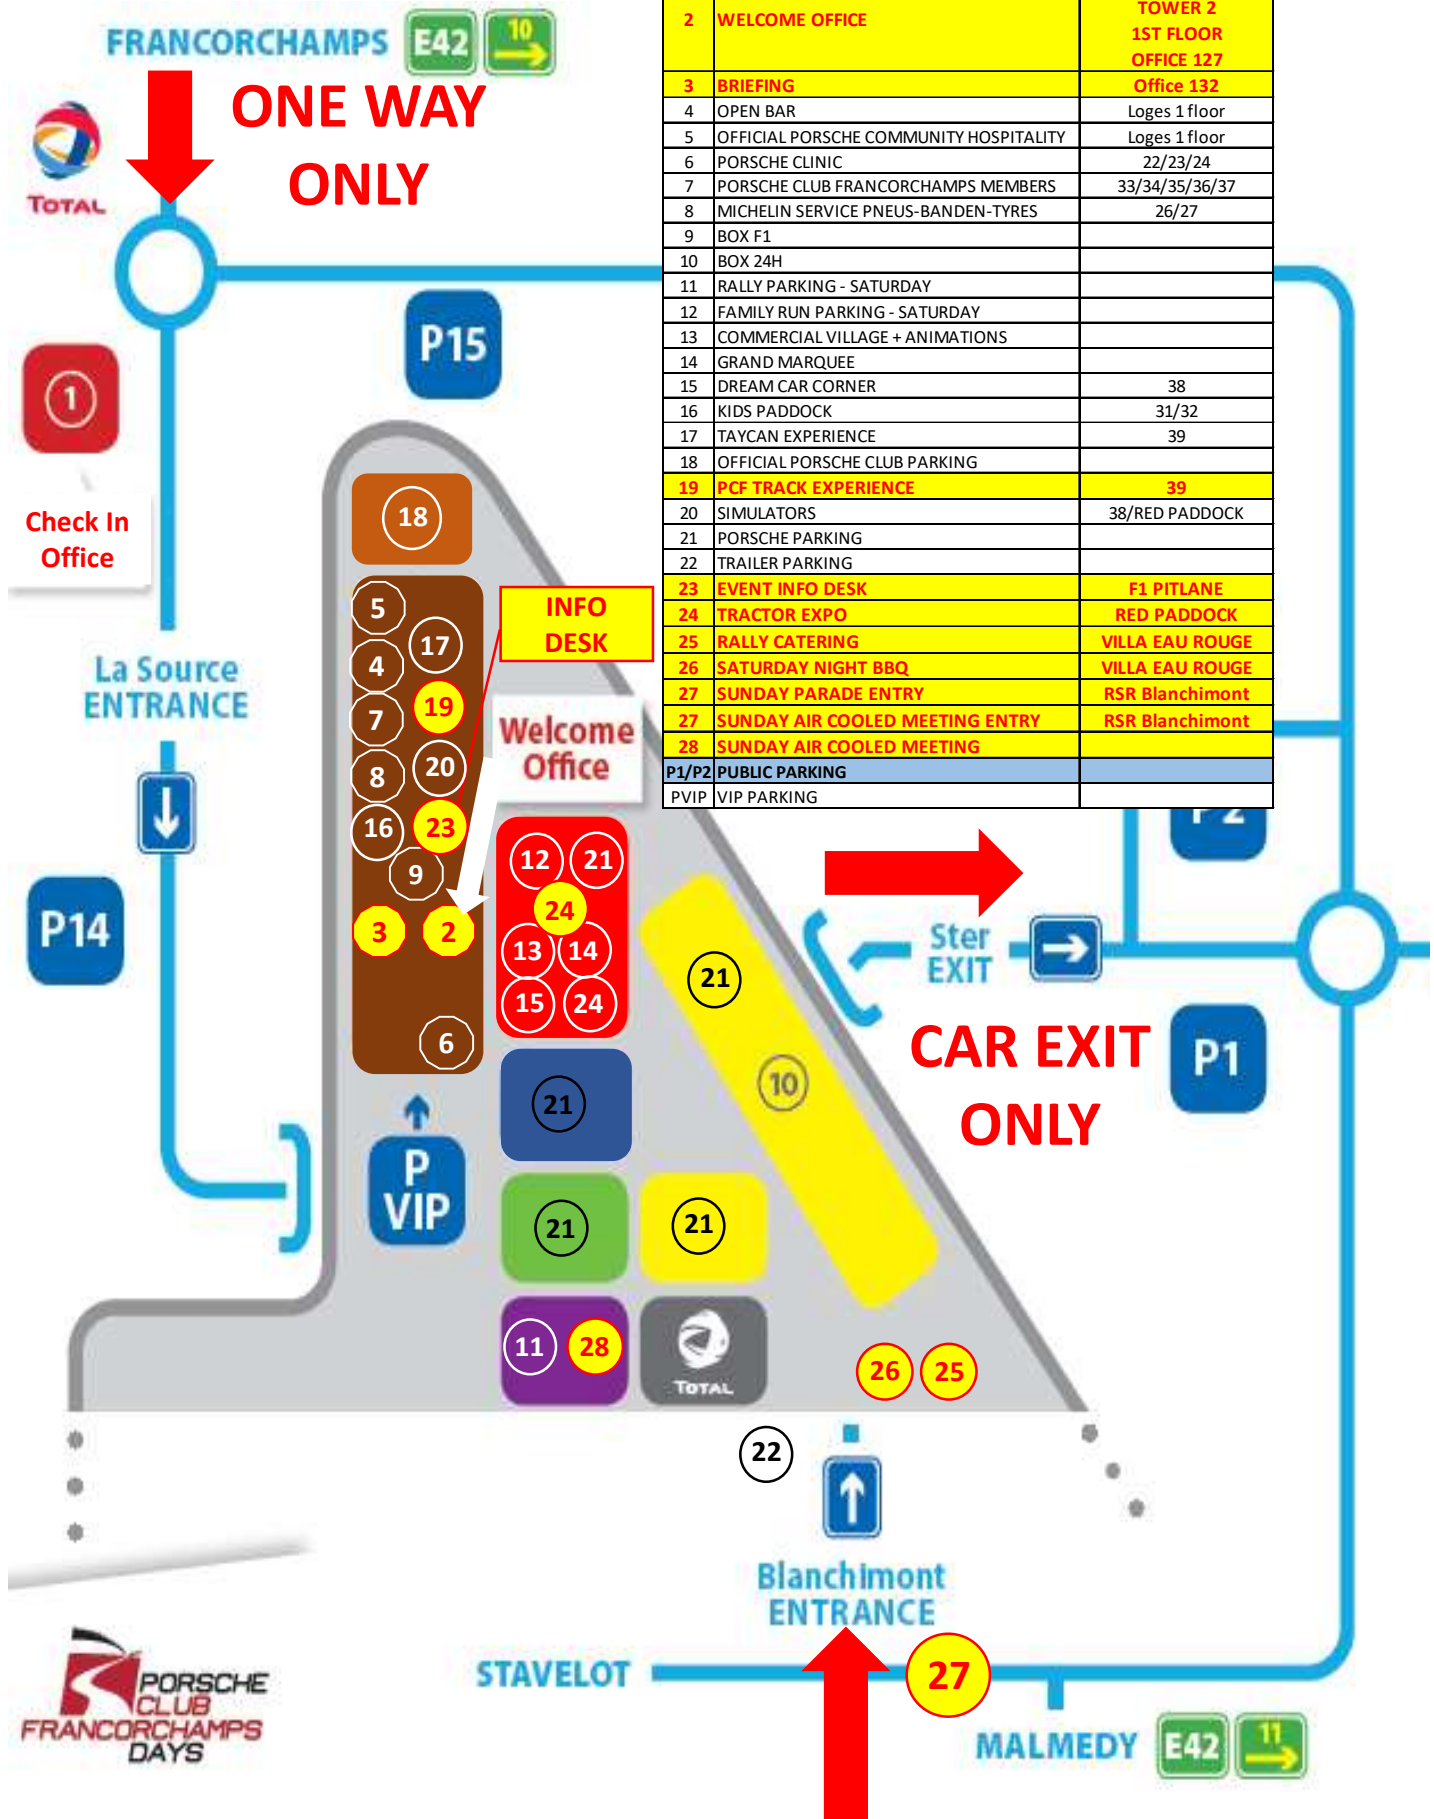 FRANCORCHAMPS E42 10
ONE WAY
ONLY
TOTAL
TOWER 2
2 WELCOME OFFICE 1ST FLOOR
OFFICE 127
3 BRIEFING Office 132
4 OPEN BAR Loges 1 floor
5 OFFICIAL PORSCHE COMMUNITY HOSPITALITY Loges 1 floor
6 PORSCHE CLINIC 22/23/24
7 PORSCHE CLUB FRANCORCHAMPS MEMBERS 33/34/35/36/37
8 MICHELIN SERVICE PNEUS-BANDEN-TYRES 26/27
9 BOX F1
10 BOX 24H
11 RALLY PARKING - SATURDAY
12 FAMILY RUN PARKING - SATURDAY
13 COMMERCIAL VILLAGE + ANIMATIONS
14 GRAND MARQUEE
15 DREAM CAR CORNER 38
16 KIDS PADDOCK 31/32
17 TAYCAN EXPERIENCE 39
18 OFFICIAL PORSCHE CLUB PARKING
19 PCF TRACK EXPERIENCE 39
20 SIMULATORS 38/RED PADDOCK
21 PORSCHE PARKING
22 TRAILER PARKING
23 EVENT INFO DESK F1 PITLANE
24 TRACTOR EXPO RED PADDOCK
25 RALLY CATERING VILLA EAU ROUGE
26 SATURDAY NIGHT BBQ VILLA EAU ROUGE
27 SUNDAY PARADE ENTRY RSR Blanchimont
27 SUNDAY AIR COOLED MEETING ENTRY RSR Blanchimont
28 SUNDAY AIR COOLED MEETING
P1/P2 PUBLIC PARKING
PVIP VIP PARKING
P15
1
Check In
Office
18
5
17
4
19
7
20
8
16
23
9
3
2
6
INFO
DESK
Welcome
Office
La Source
ENTRANCE
P14
12
21
24
13
14
15
24
21
10
P2
Ster
EXIT
CAR EXIT
ONLY
P1
P
VIP
21
21
21
11
28
TOTAL
26
25
22
Blanchimont
ENTRANCE
STAVELOT
27
MALMEDY E42 11
PORSCHE
CLUB
FRANCORCHAMPS
DAYS